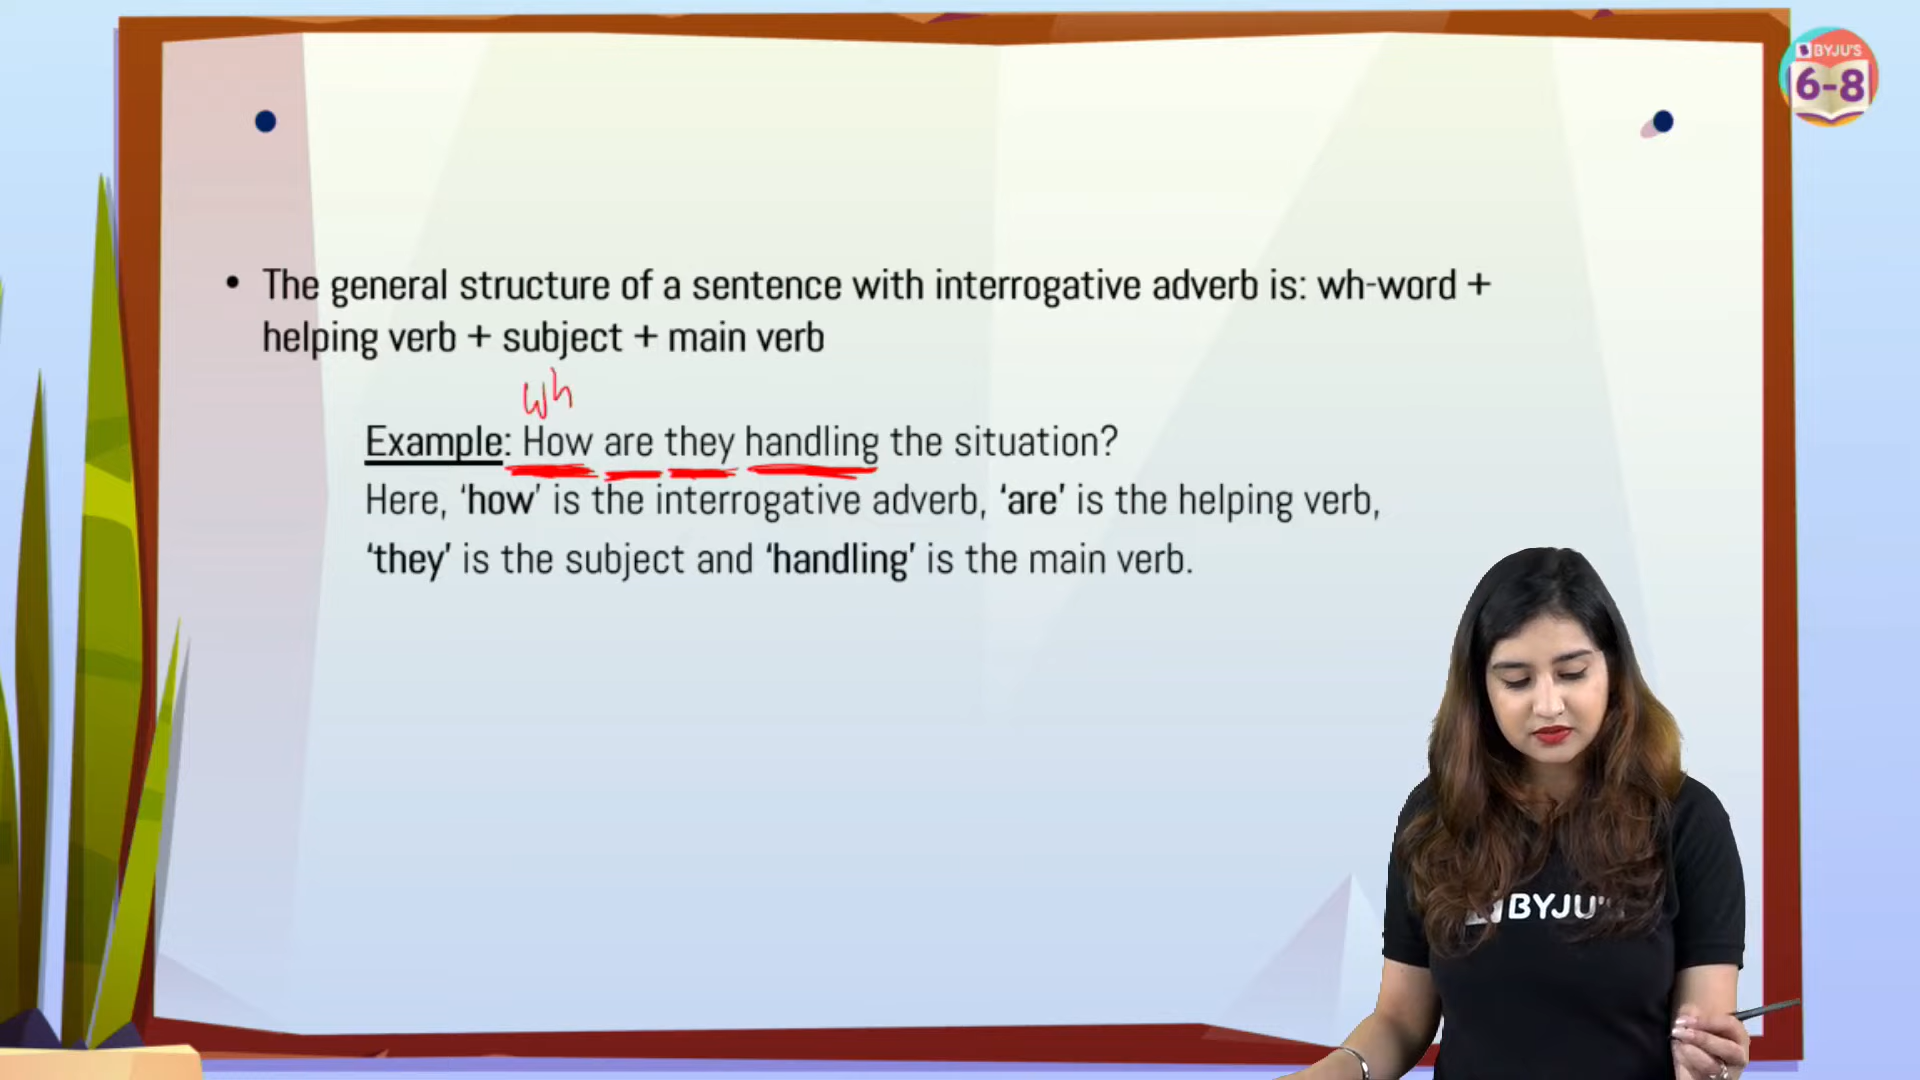 BYJU'S
6-8
• The general structure of a sentence with interrogative adverb is: wh-word +
helping verb + subject + main verb
wh
Example: How are they handling the situation?
Here, ‘how’ is the interrogative adverb, ‘are’ is the helping verb,
‘they’ is the subject and ‘handling’ is the main verb.
BYJU'S